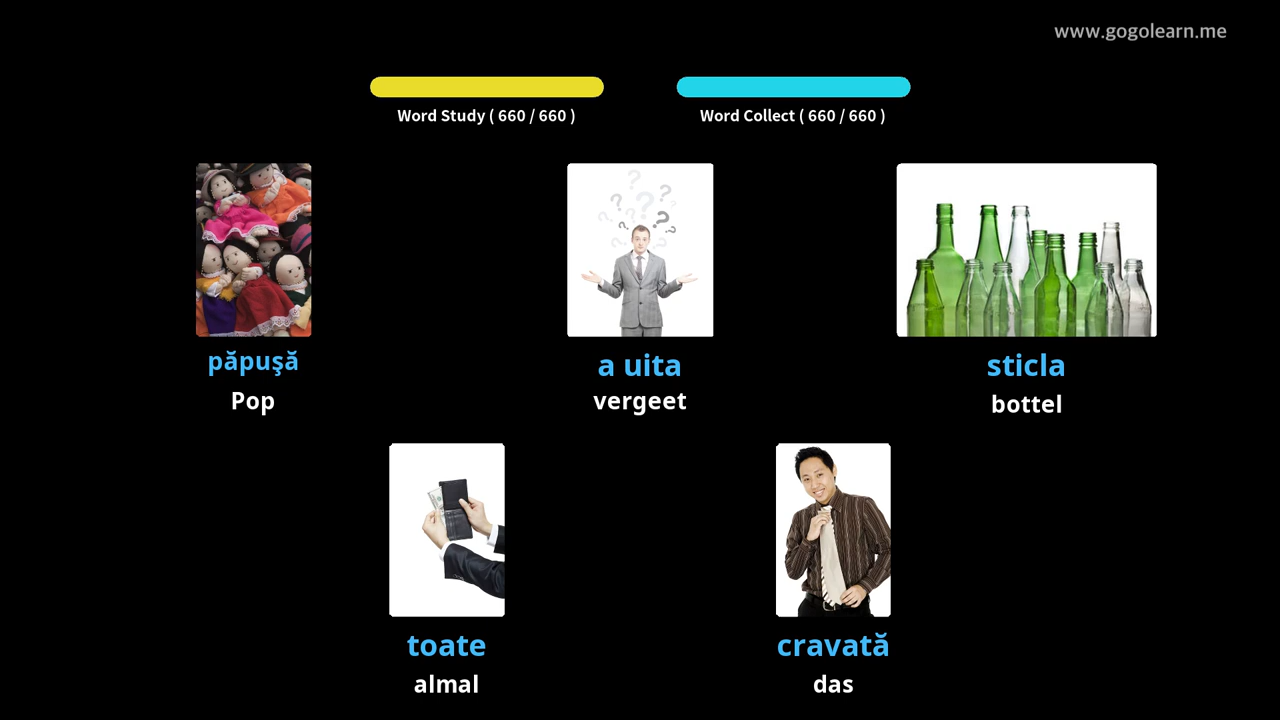 www.gogolearn.me
Word Study ( 660 / 660 )
Word Collect ( 660 / 660 )
păpuşă
Pop
a uita
vergeet
sticla
bottel
toate
almal
cravată
das